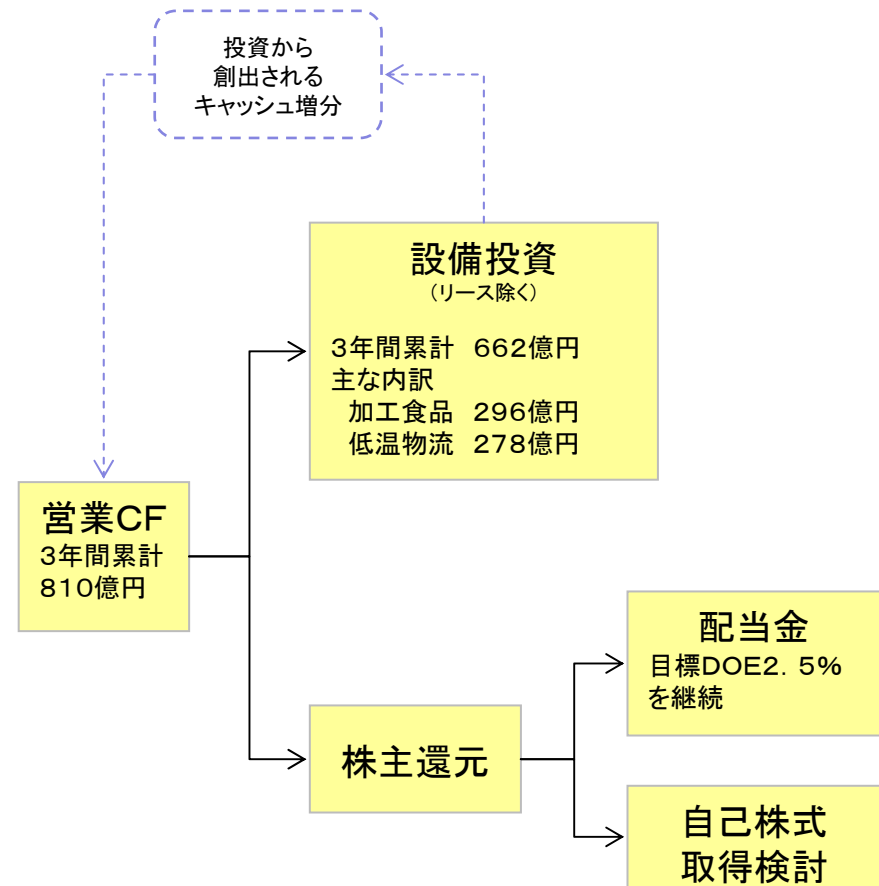 投資から
創出される
キャッシュ増分
設備投資
(リース除く)
3年間累計 662億円
主な内訳
加工食品 296億円
低温物流 278億円
営業CF
3年間累計
810億円
配当金
目標DOE2. 5%
を継続
株主還元
自己株式
取得検討